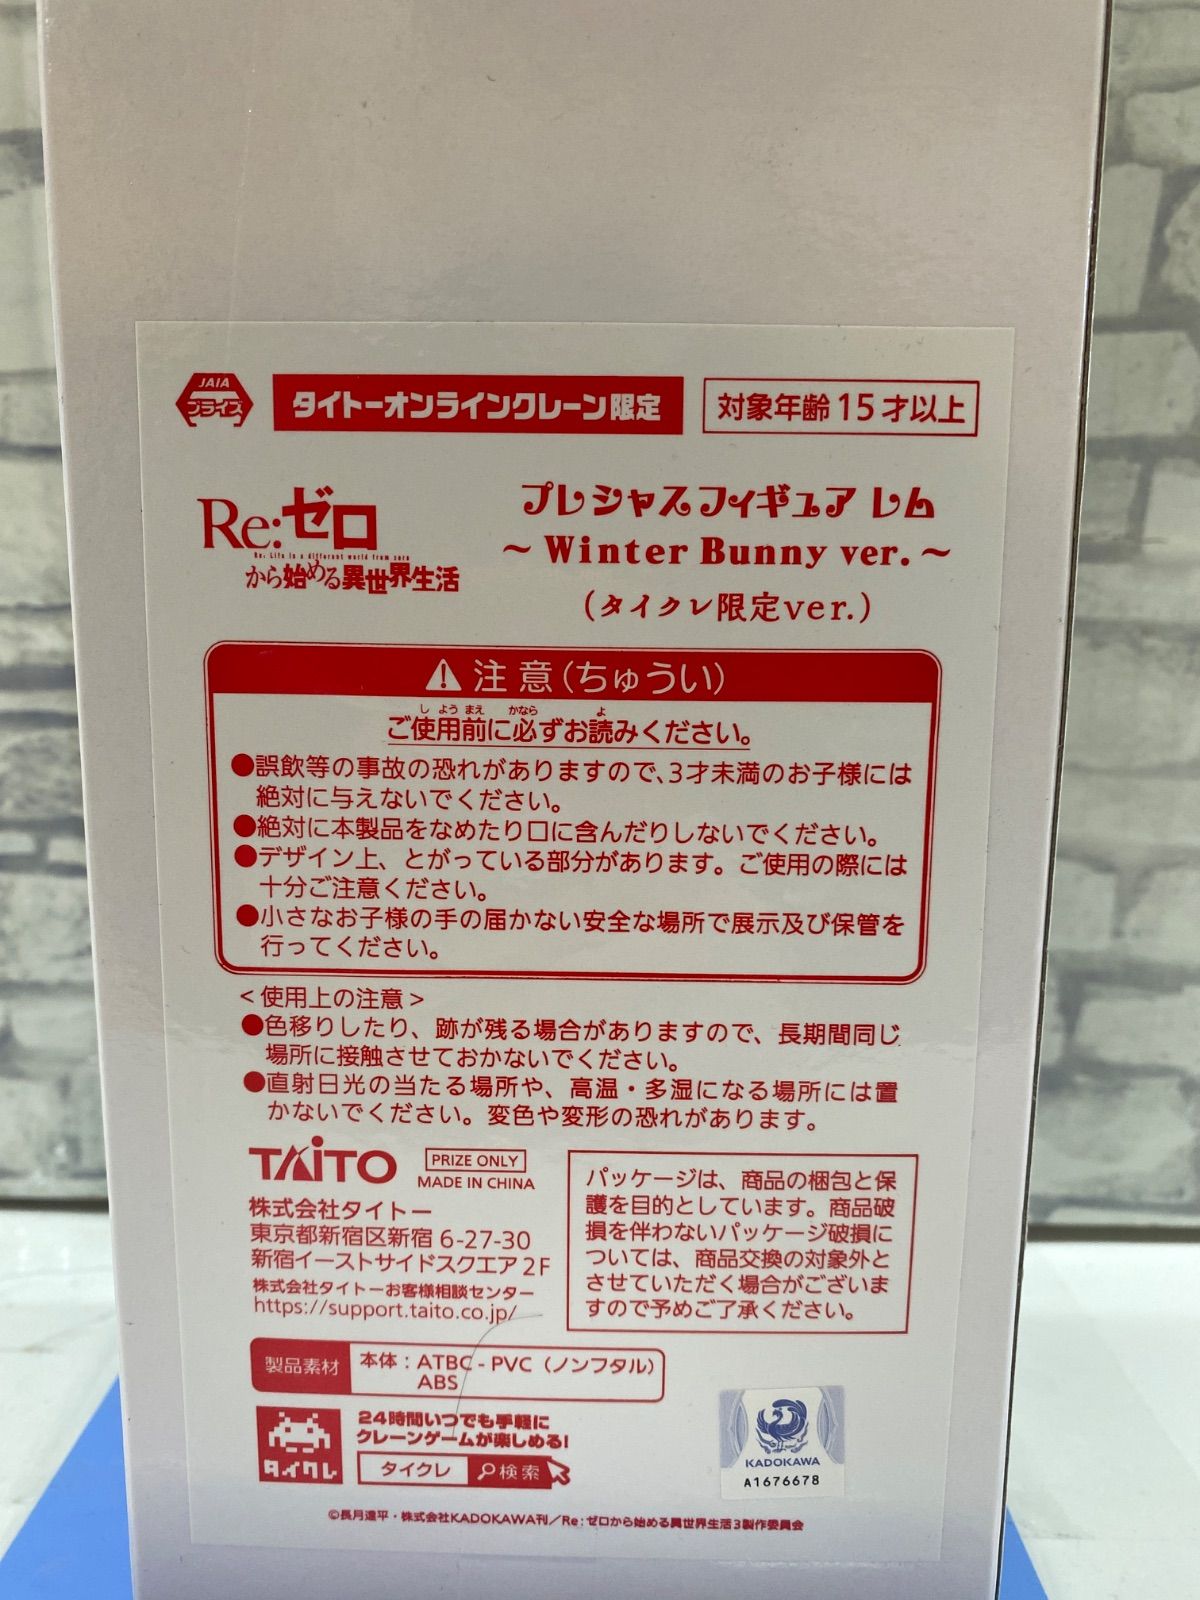 JAIA
プライズ
タイトーオンラインクレーン限定
対象年齢15才以上
Re:ゼロ
Re: Life in a different world from zero
から始める異世界生活
プレシャスフィギュア レム
～Winter Bunny ver.～
(タイクレ限定ver.)
注意(ちゅうい)
しようまえ かなら よ
ご使用前に必ずお読みください。
●誤飲等の事故の恐れがありますので、3才未満のお子様には
絶対に与えないでください。
●絶対に本製品をなめたり口に含んだりしないでください。
●デザイン上、とがっている部分があります。ご使用の際には
十分ご注意ください。
●小さなお子様の手の届かない安全な場所で展示及び保管を
行ってください。
<使用上の注意>
●色移りしたり、跡が残る場合がありますので、長期間同じ
場所に接触させておかないでください。
●直射日光の当たる場所や、高温・多湿になる場所には置
かないでください。変色や変形の恐れがあります。
TAITO
PRIZE ONLY
MADE IN CHINA
株式会社タイトー
東京都新宿区新宿 6-27-30
新宿イーストサイドスクエア 2F
株式会社タイトーお客様相談センター
https://support.taito.co.jp/
パッケージは、商品の梱包と保
護を目的としています。商品破
損を伴わないパッケージ破損に
ついては、商品交換の対象外と
させていただく場合がございま
すので予めご了承ください。
製品素材
本体：ATBC-PVC（ノンフタル）
ABS
タイクレ
24時間いつでも手軽に
クレーンゲームが楽しめる!
タイクレ 検索
KADOKAWA
A1676678
©長月達平・株式会社KADOKAWA刊／Re:ゼロから始める異世界生活3製作委員会